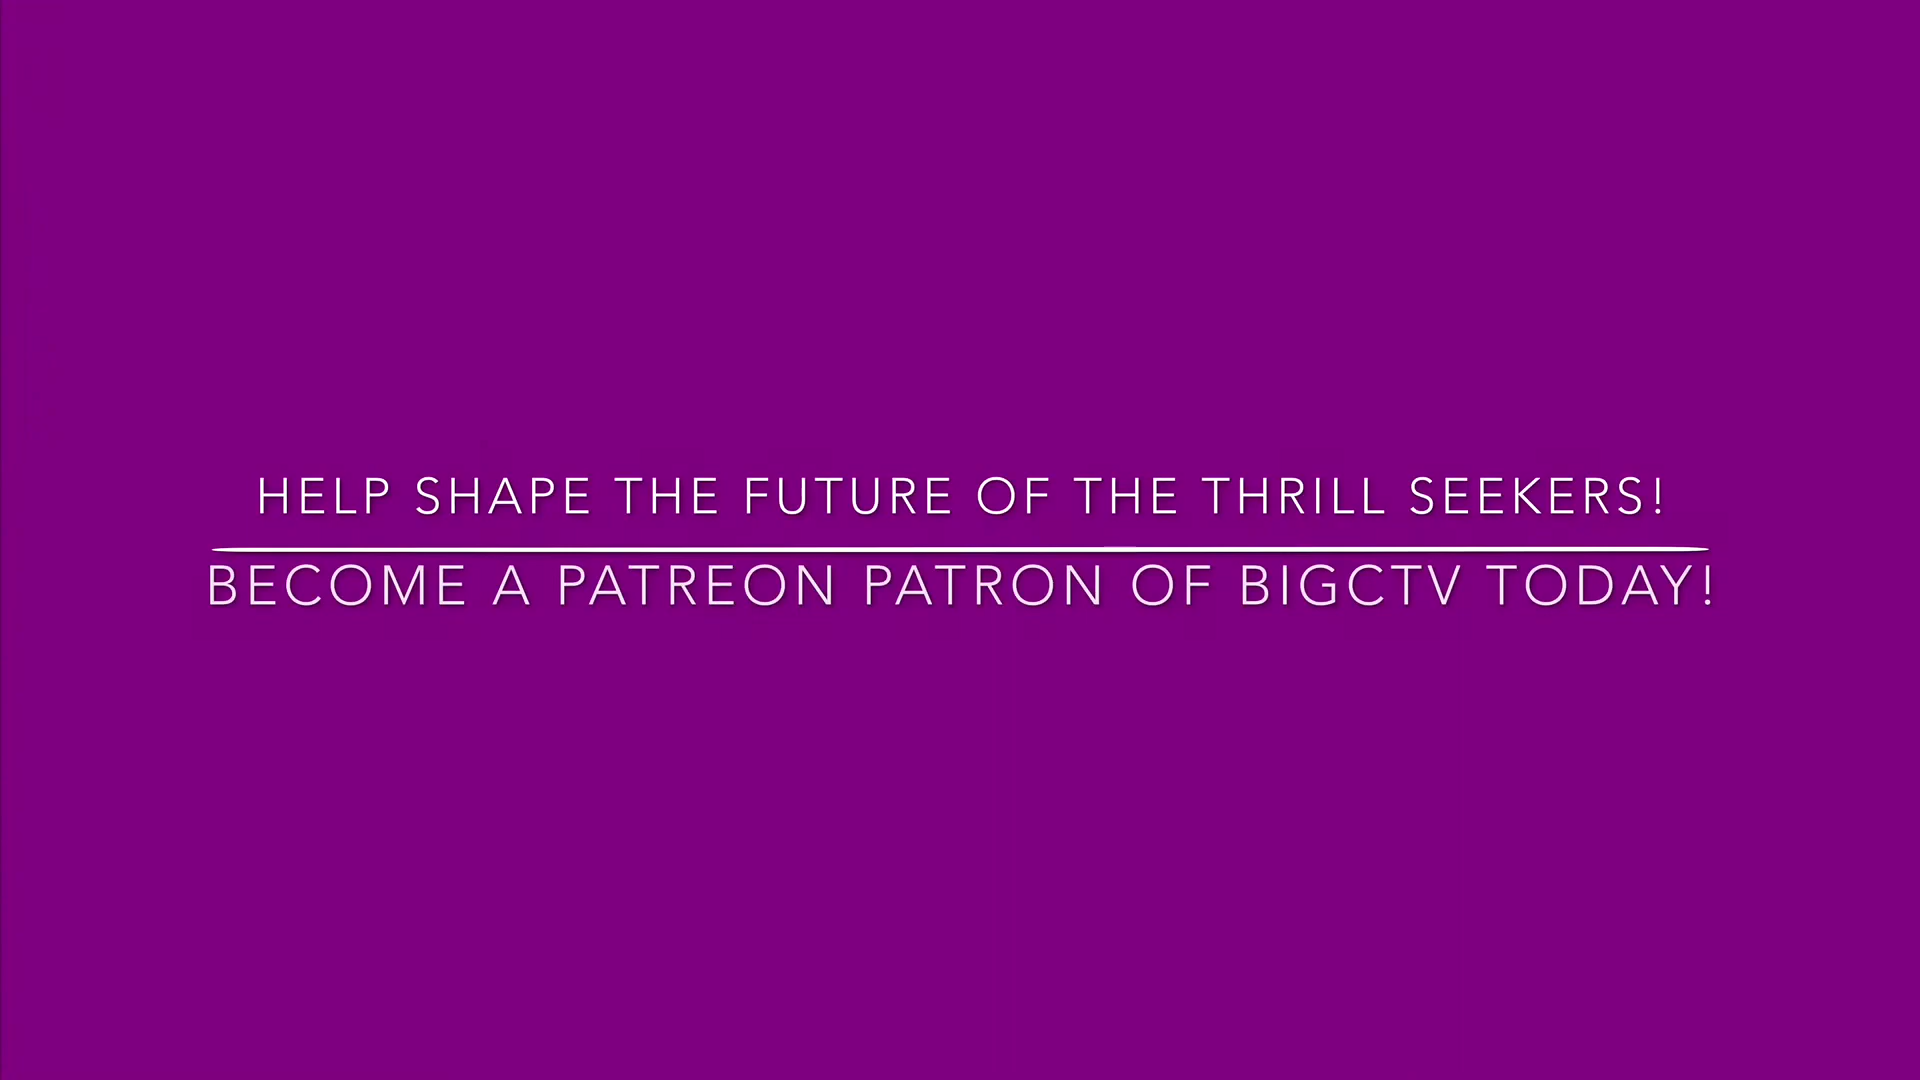 HELP SHAPE THE FUTURE OF THE THRILL SEEKERS!
BECOME A PATREON PATRON OF BIGCTV TODAY!